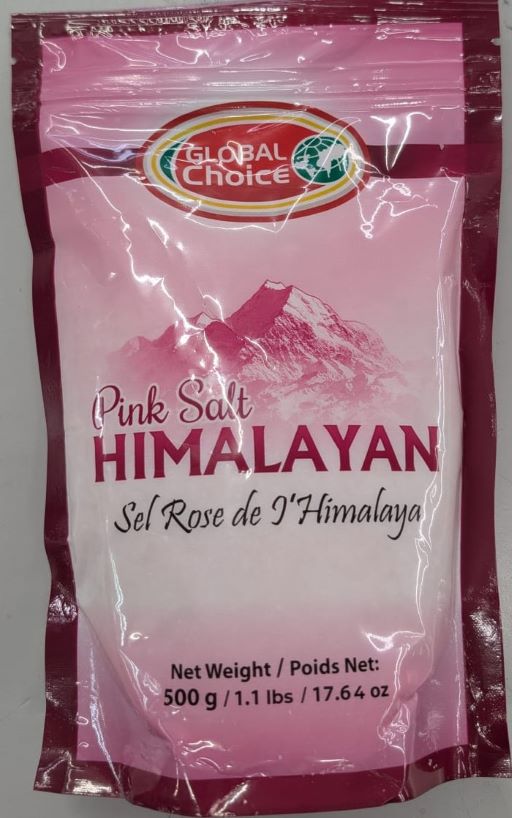 GLOBAL
Choice
Pink Salt
HIMALAYAN
Sel Rose de I'Himalaya
Net Weight / Poids Net:
500 g / 1.1 lbs / 17.64 oz